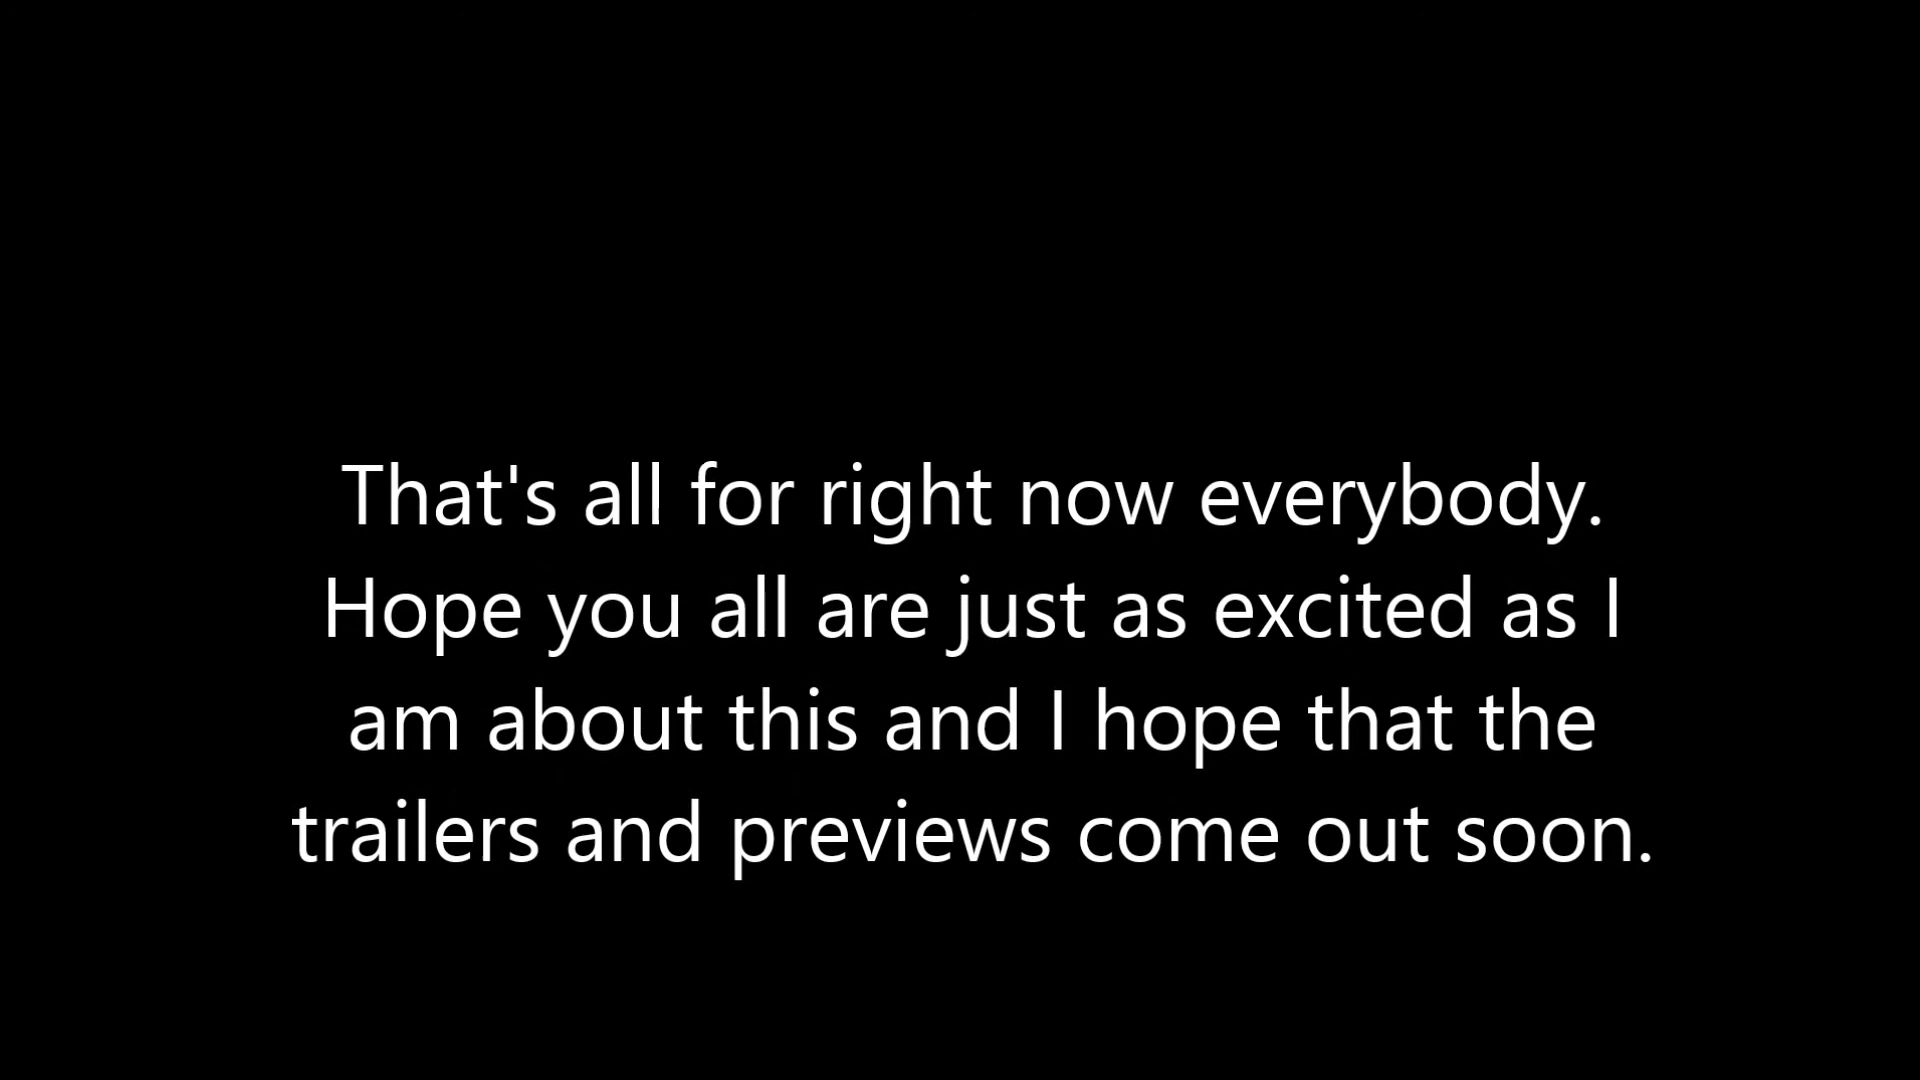 That's all for right now everybody.
Hope you all are just as excited as I
am about this and I hope that the
trailers and previews come out soon.